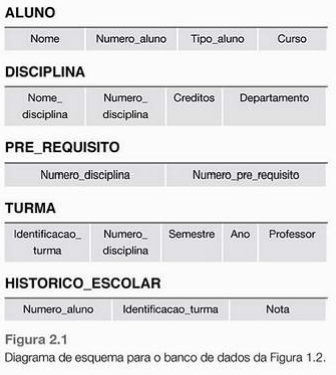 ALUNO
Nome Numero_aluno Tipo_aluno Curso
DISCIPLINA
Nome_ Numero_ Creditos Departamento
disciplina disciplina
PRE_REQUISITO
Numero_disciplina Numero_pre_requisito
TURMA
Identificacao_ Numero_ Semestre Ano Professor
turma disciplina
HISTORICO_ESCOLAR
Numero_aluno Identificacao_turma Nota
Figura 2.1
Diagrama de esquema para o banco de dados da Figura 1.2.